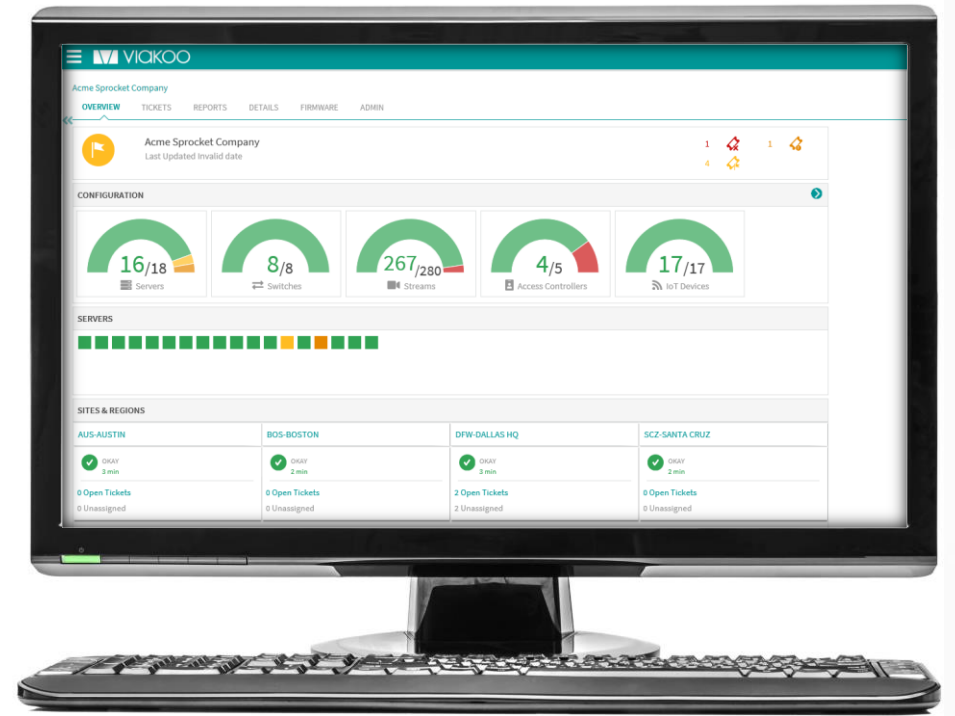 VIAKOO
Acme Sprocket Company
OVERVIEW TICKETS REPORTS DETAILS FIRMWARE ADMIN
Acme Sprocket Company
Last Updated Invalid date
1 1
4
CONFIGURATION
16/18 8/8 267/280 4/5 17/17
Servers Switches Streams Access Controllers IoT Devices
SERVERS
SITES & REGIONS
AUS-AUSTIN BOS-BOSTON DFW-DALLAS HQ SCZ-SANTA CRUZ
OKAY OKAY OKAY OKAY
3 min 2 min 3 min 2 min
0 Open Tickets 0 Open Tickets 2 Open Tickets 0 Open Tickets
0 Unassigned 0 Unassigned 2 Unassigned 0 Unassigned